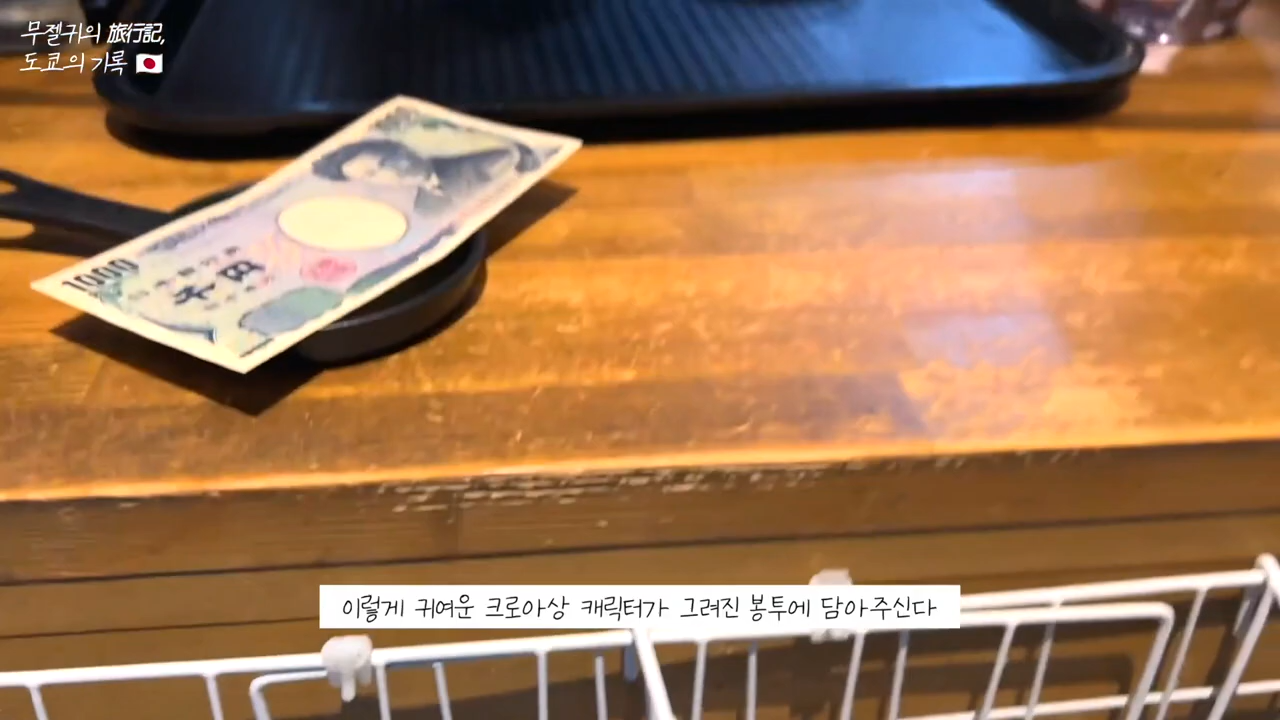 무젤귀의 旅行記,
도쿄의 기록 🇯🇵
1000
千円
이렇게 귀여운 크로아상 캐릭터가 그려진 봉투에 담아주신다